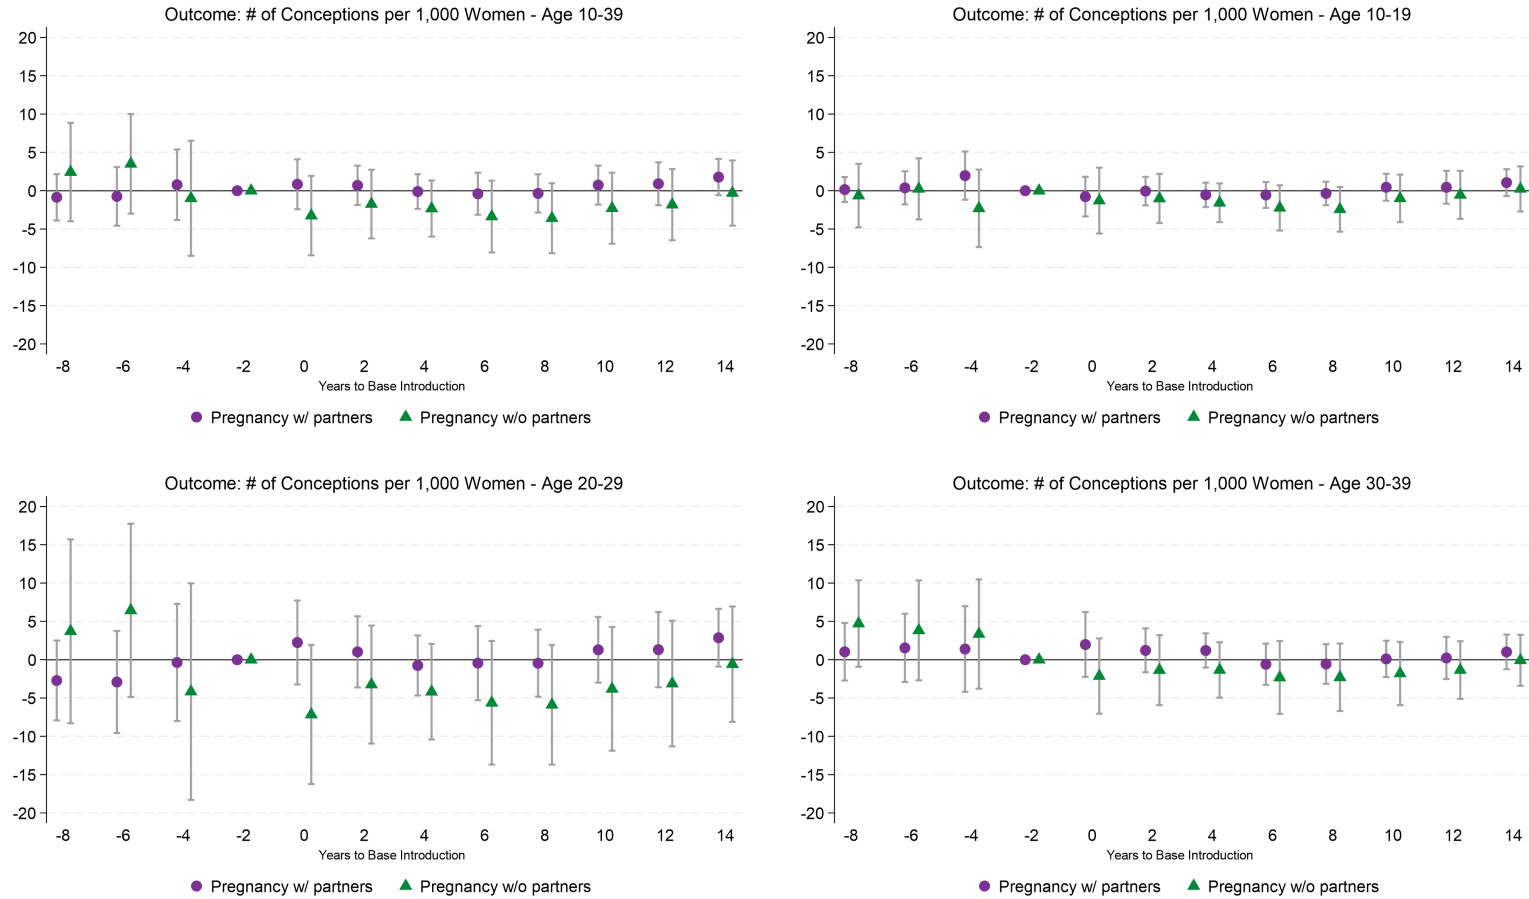 Outcome: # of Conceptions per 1,000 Women - Age 10-39
20
15
10
5
0
-5
-10
-15
-20
-8 -6 -4 -2 0 2 4 6 8 10 12 14
Years to Base Introduction
Pregnancy w/ partners Pregnancy w/o partners
Outcome: # of Conceptions per 1,000 Women - Age 10-19
20
15
10
5
0
-5
-10
-15
-20
-8 -6 -4 -2 0 2 4 6 8 10 12 14
Years to Base Introduction
Pregnancy w/ partners Pregnancy w/o partners
Outcome: # of Conceptions per 1,000 Women - Age 20-29
20
15
10
5
0
-5
-10
-15
-20
-8 -6 -4 -2 0 2 4 6 8 10 12 14
Years to Base Introduction
Pregnancy w/ partners Pregnancy w/o partners
Outcome: # of Conceptions per 1,000 Women - Age 30-39
20
15
10
5
0
-5
-10
-15
-20
-8 -6 -4 -2 0 2 4 6 8 10 12 14
Years to Base Introduction
Pregnancy w/ partners Pregnancy w/o partners